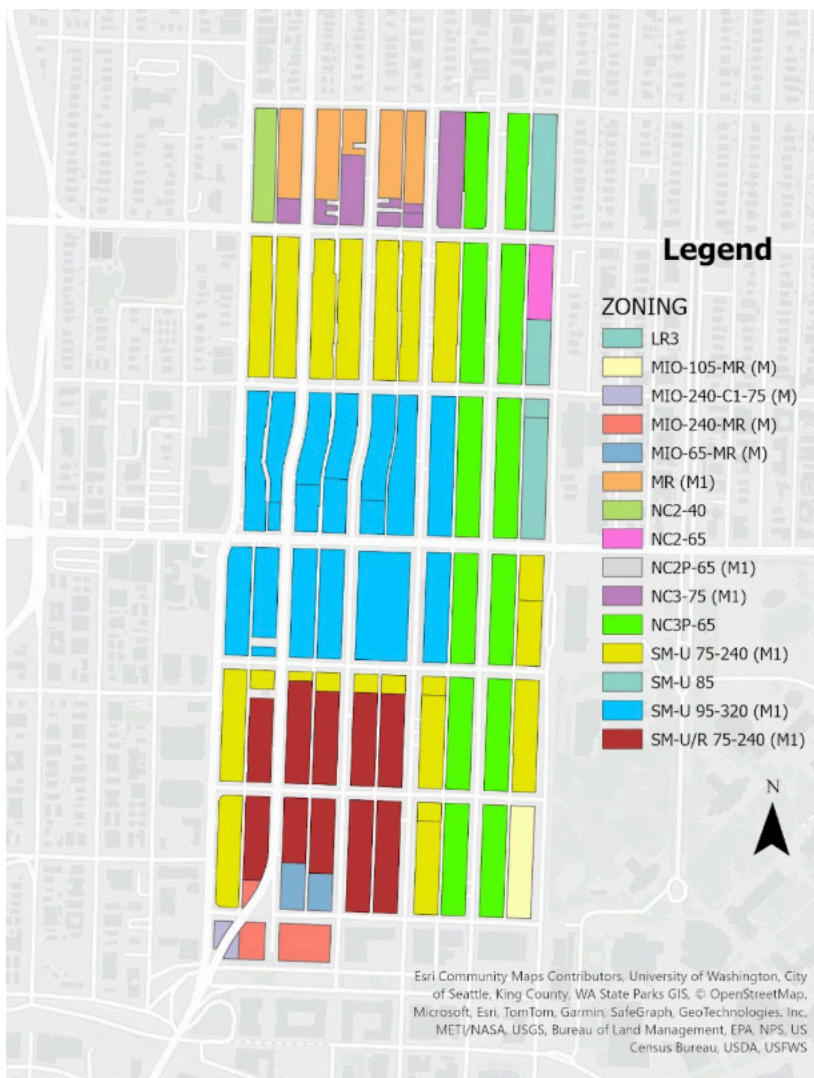 Legend
ZONING
LR3
MIO-105-MR (M)
MIO-240-C1-75 (M)
MIO-240-MR (M)
MIO-65-MR (M)
MR (M1)
NC2-40
NC2-65
NC2P-65 (M1)
NC3-75 (M1)
NC3P-65
SM-U 75-240 (M1)
SM-U 85
SM-U 95-320 (M1)
SM-U/R 75-240 (M1)
N
Esri Community Maps Contributors, University of Washington, City
of Seattle, King County, WA State Parks GIS, © OpenStreetMap,
Microsoft, Esri, TomTom, Garmin, SafeGraph, GeoTechnologies, Inc,
METI/NASA, USGS, Bureau of Land Management, EPA, NPS, US
Census Bureau, USDA, USFWS